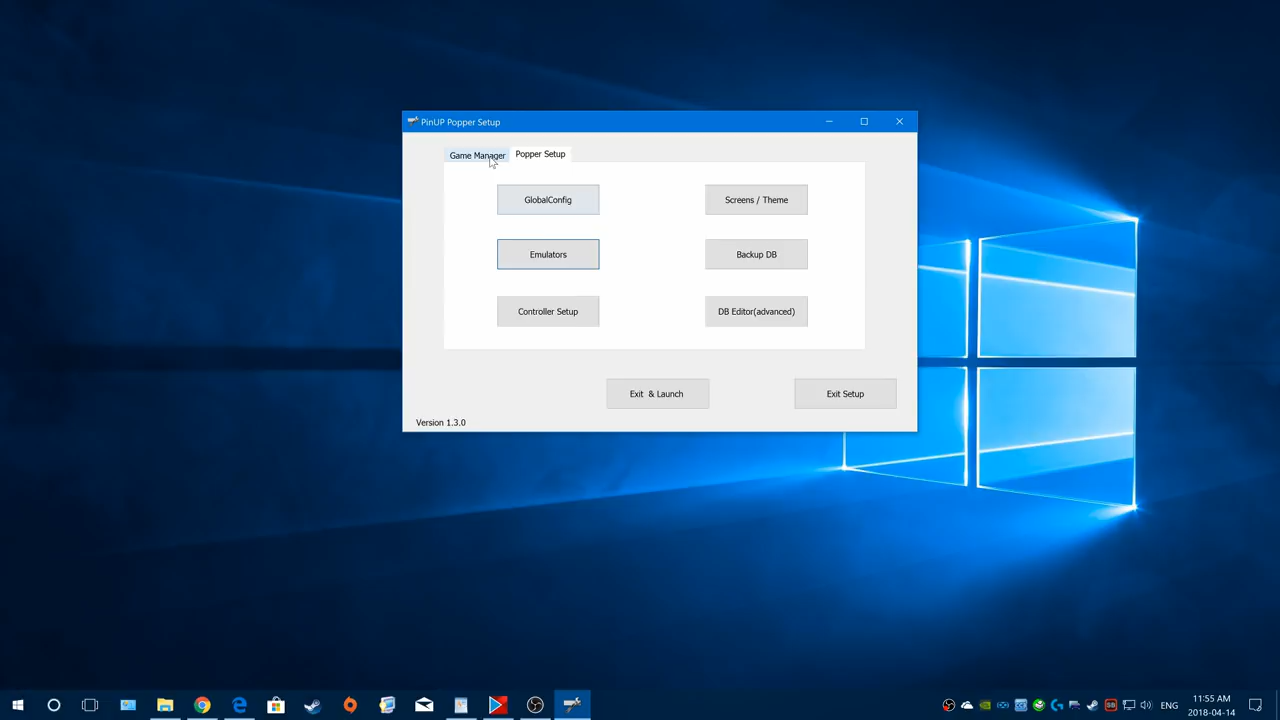 PinUP Popper Setup
Game Manager
Popper Setup
GlobalConfig
Screens / Theme
Emulators
Backup DB
Controller Setup
DB Editor(advanced)
Exit & Launch
Exit Setup
Version 1.3.0
ENG
11:55 AM
2018-04-14